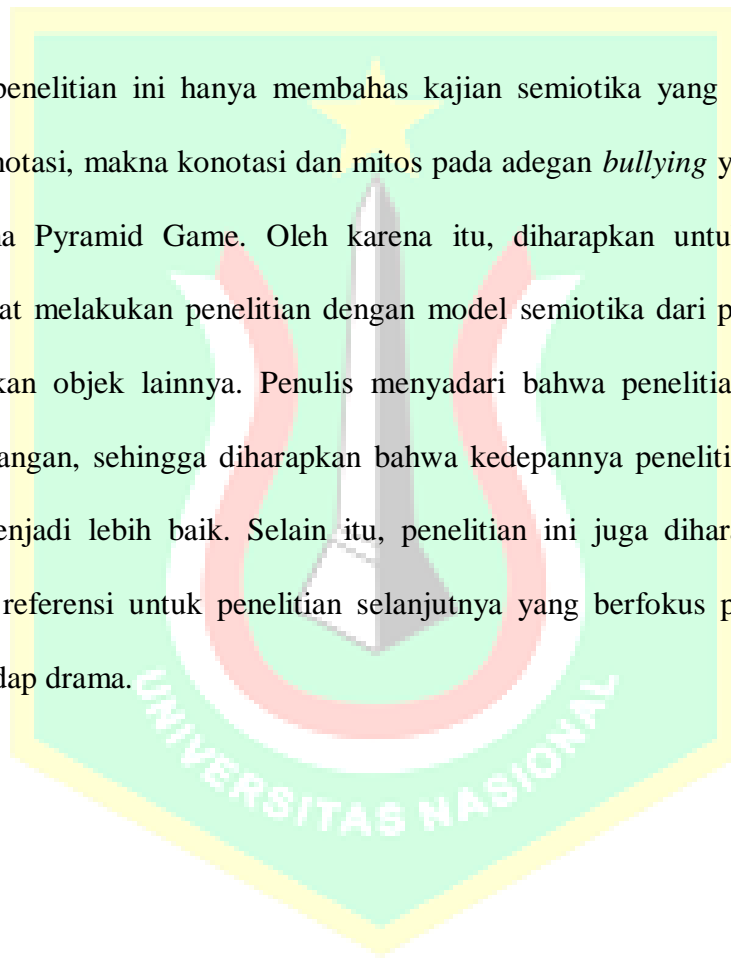 penelitian ini hanya membahas kajian semiotika yang
notasi, makna konotasi dan mitos pada adegan bullying y
na Pyramid Game. Oleh karena itu, diharapkan untu
at melakukan penelitian dengan model semiotika dari p
kan objek lainnya. Penulis menyadari bahwa penelitia
angan, sehingga diharapkan bahwa kedepannya peneliti
enjadi lebih baik. Selain itu, penelitian ini juga dihara
referensi untuk penelitian selanjutnya yang berfokus p
dap drama.
UNIVERSITAS NASIONAL